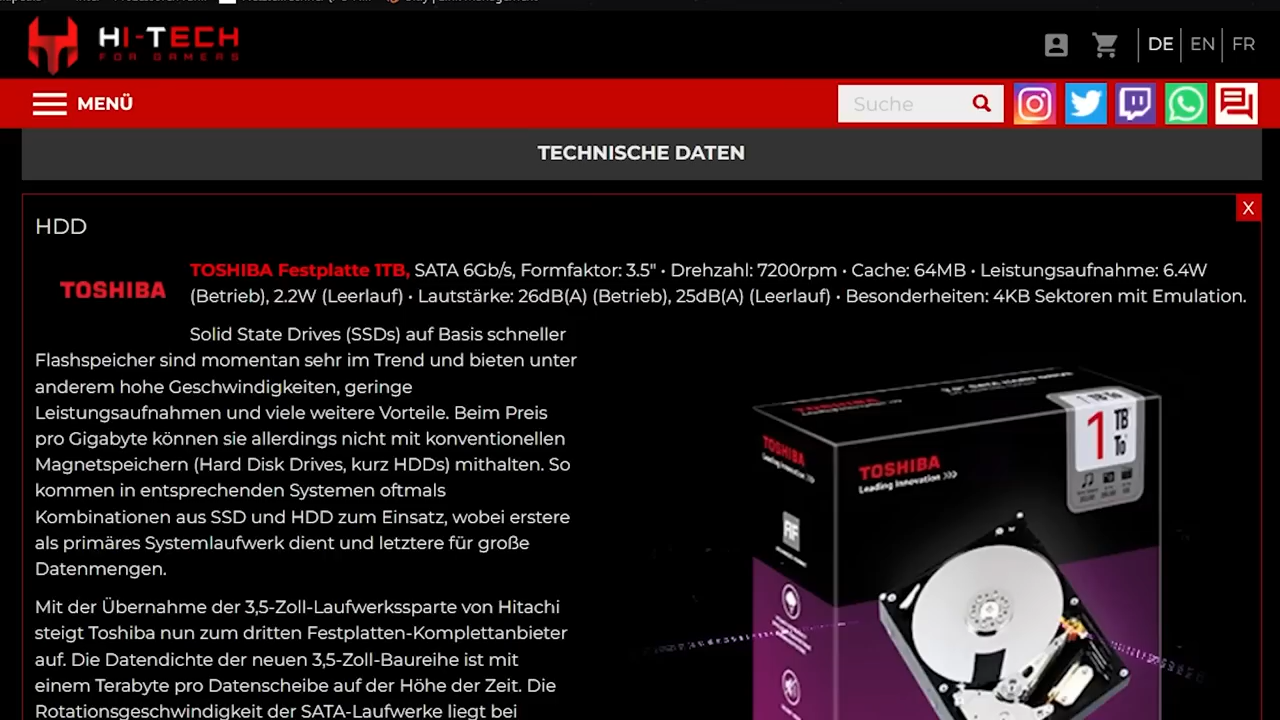 HI-TECH
FOR GAMERS
DE EN FR
MENÜ
Suche
TECHNISCHE DATEN
X
HDD
TOSHIBA
TOSHIBA Festplatte 1TB, SATA 6Gb/s, Formfaktor: 3.5" • Drehzahl: 7200rpm • Cache: 64MB • Leistungsaufnahme: 6.4W
(Betrieb), 2.2W (Leerlauf) • Lautstärke: 26dB(A) (Betrieb), 25dB(A) (Leerlauf) • Besonderheiten: 4KB Sektoren mit Emulation.
Solid State Drives (SSDs) auf Basis schneller
Flashspeicher sind momentan sehr im Trend und bieten unter
anderem hohe Geschwindigkeiten, geringe
Leistungsaufnahmen und viele weitere Vorteile. Beim Preis
pro Gigabyte können sie allerdings nicht mit konventionellen
Magnetspeichern (Hard Disk Drives, kurz HDDs) mithalten. So
kommen in entsprechenden Systemen oftmals
Kombinationen aus SSD und HDD zum Einsatz, wobei erstere
als primäres Systemlaufwerk dient und letztere für große
Datenmengen.
Mit der Übernahme der 3,5-Zoll-Laufwerkssparte von Hitachi
steigt Toshiba nun zum dritten Festplatten-Komplettanbieter
auf. Die Datendichte der neuen 3,5-Zoll-Baureihe ist mit
einem Terabyte pro Datenscheibe auf der Höhe der Zeit. Die
Rotationsgeschwindigkeit der SATA-Laufwerke liegt bei
TOSHIBA
Leading Innovation >>>
TOSHIBA
Leading Innovation >>>
1 TB
To